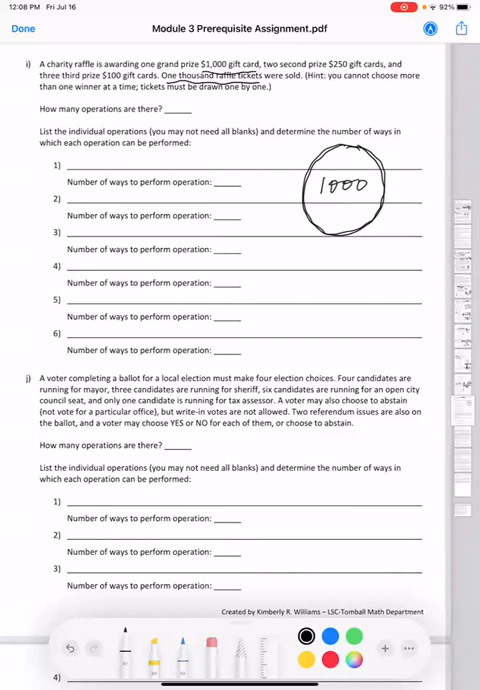 12:08 PM Fri Jul 16
92%
Done
Module 3 Prerequisite Assignment.pdf
i) A charity raffle is awarding one grand prize $1,000 gift card, two second prize $250 gift cards, and
three third prize $100 gift cards. One thousand raffle tickets were sold. (Hint: you cannot choose more
than one winner at a time; tickets must be drawn one by one.)
How many operations are there? ______
List the individual operations (you may not need all blanks) and determine the number of ways in
which each operation can be performed:
1)
1000
Number of ways to perform operation: ______
2)
Number of ways to perform operation: ______
3)
Number of ways to perform operation: ______
4)
Number of ways to perform operation: ______
5)
Number of ways to perform operation: ______
6)
Number of ways to perform operation: ______
j) A voter completing a ballot for a local election must make four election choices. Four candidates are
running for mayor, three candidates are running for sheriff, six candidates are running for an open city
council seat, and only one candidate is running for tax assessor. A voter may also choose to abstain
(not vote for a particular office), but write-in votes are not allowed. Two referendum issues are also on
the ballot, and a voter may choose YES or NO for each of them, or choose to abstain.
How many operations are there? ______
List the individual operations (you may not need all blanks) and determine the number of ways in
which each operation can be performed:
1)
Number of ways to perform operation: ______
2)
Number of ways to perform operation: ______
3)
Number of ways to perform operation: ______
Created by Kimberly R. Williams – LSC-Tomball Math Department
4)